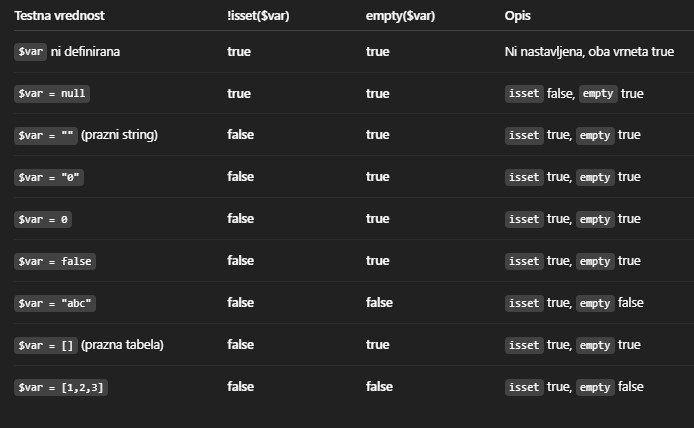 Testna vrednost !isset($var) empty($var) Opis
$var ni definirana true true Ni nastavljena, oba vrneta true
$var = null true true isset false, empty true
$var = "" (prazni string) false true isset true, empty true
$var = "0" false true isset true, empty true
$var = 0 false true isset true, empty true
$var = false false true isset true, empty true
$var = "abc" false false isset true, empty false
$var = [] (prazna tabela) false true isset true, empty true
$var = [1,2,3] false false isset true, empty false